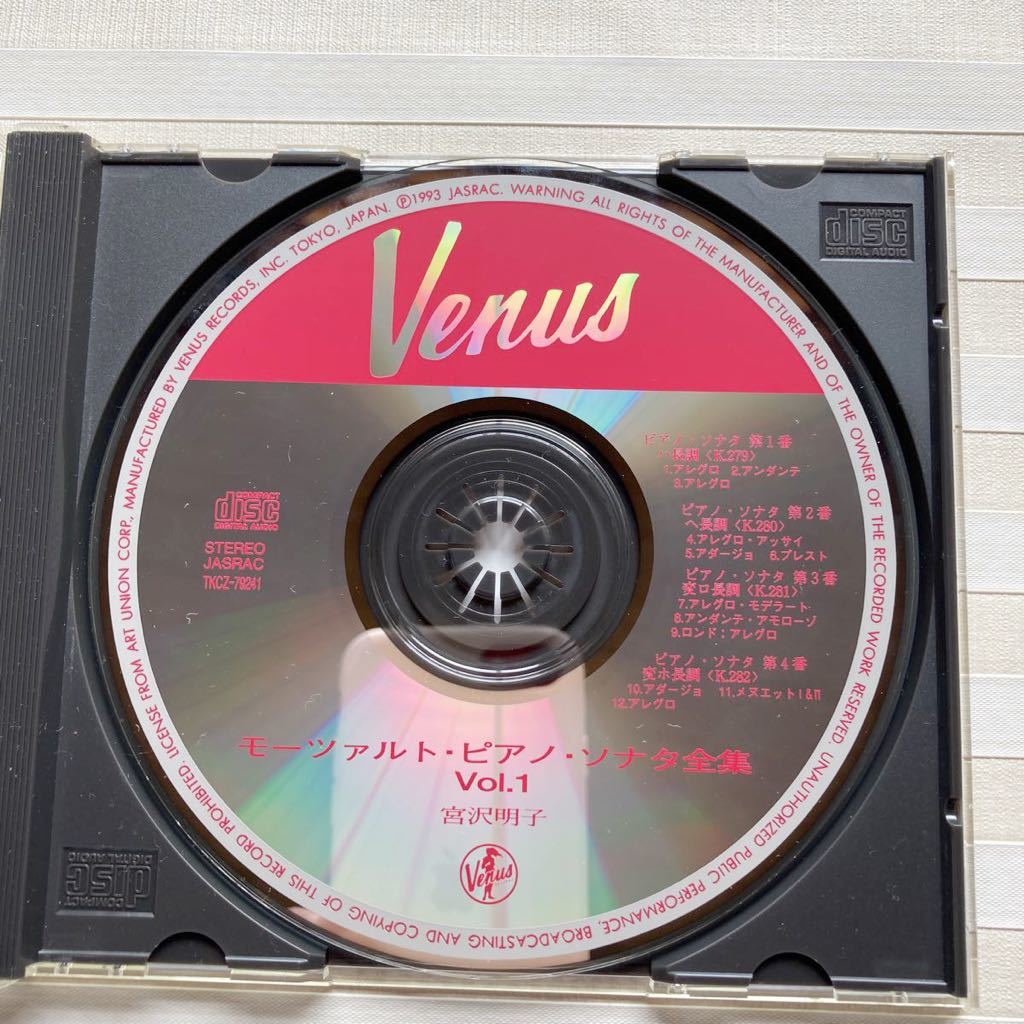 MANUFACTURED BY VENUS RECORDS, INC. TOKYO, JAPAN. ℗1993 JASRAC. WARNING ALL RIGHTS OF THE MANUFACTURER AND OF THE OWNER OF THE RECORDED WORK RESERVED. UNAUTHORIZED PUBLIC PERFORMANCE, BROADCASTING AND COPYING OF THIS RECORD PROHIBITED. LICENSE FROM ART UNION CORP.,
Venus
COMPACT
disc
DIGITAL AUDIO
ピアノ・ソナタ 第1番
ハ長調〈K.279〉
1.アレグロ 2.アンダンテ
3.アレグロ
ピアノ・ソナタ 第2番
ヘ長調〈K.280〉
4.アレグロ・アッサイ
5.アダージョ 6.プレスト
ピアノ・ソナタ 第3番
変ロ長調〈K.281〉
7.アレグロ・モデラート
8.アンダンテ・アモローソ
9.ロンド：アレグロ
ピアノ・ソナタ 第4番
変ホ長調〈K.282〉
10.アダージョ 11.メヌエットI&II
12.アレグロ
COMPACT
disc
DIGITAL AUDIO
STEREO
JASRAC
TKCZ-79241
モーツァルト・ピアノ・ソナタ全集
Vol.1
宮沢明子
Venus
COMPACT
disc
DIGITAL AUDIO